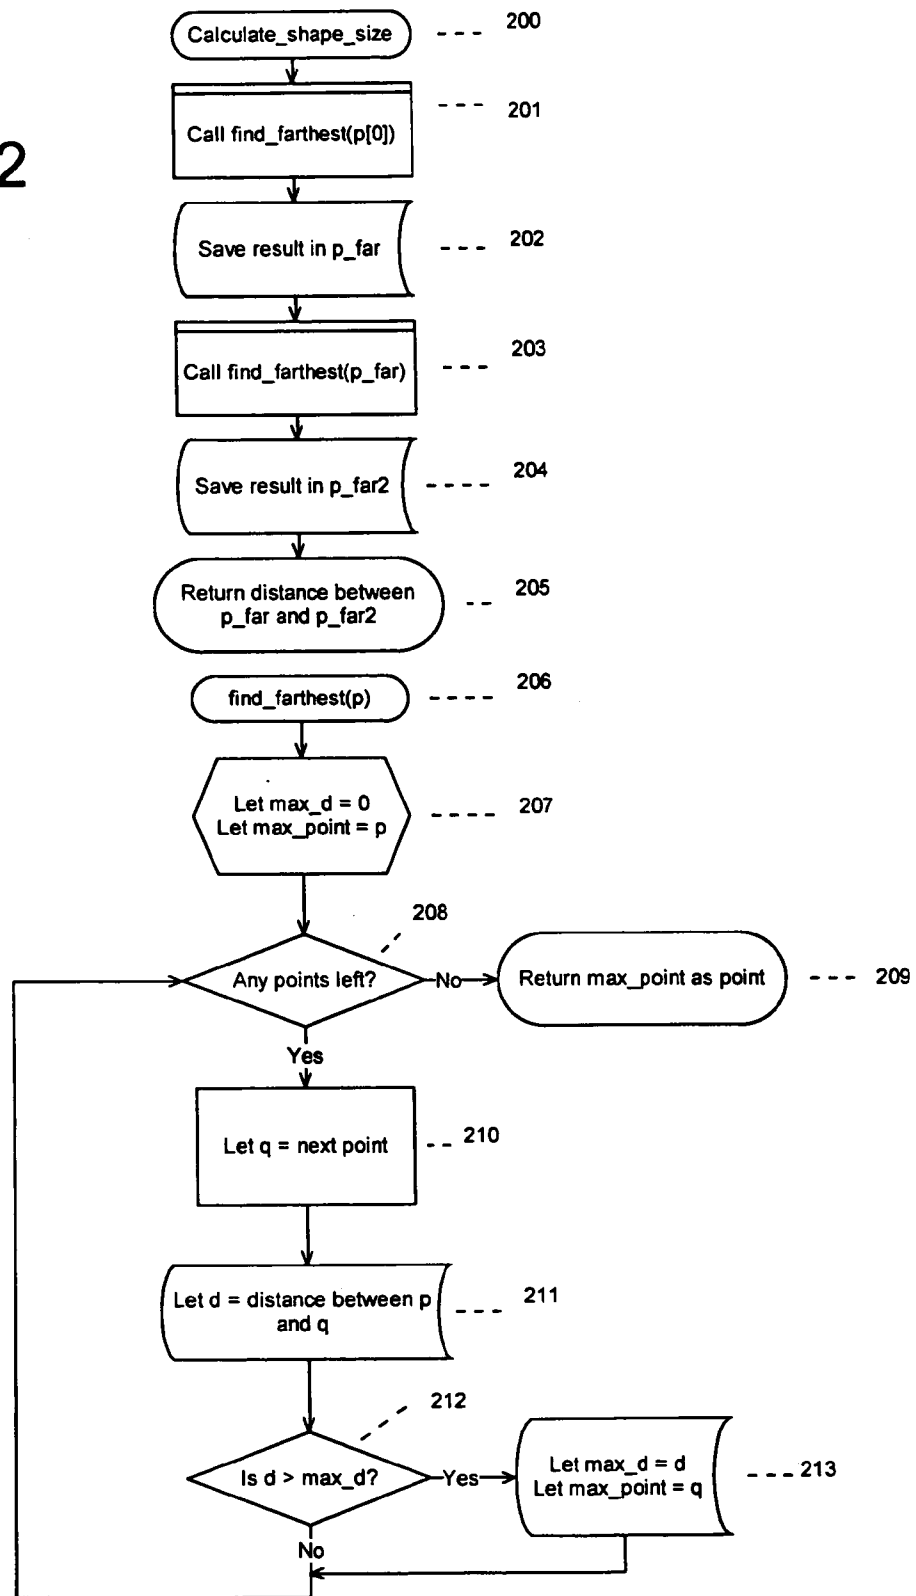 Calculate_shape_size
200
2
Call find_farthest(p[0])
201
Save result in p_far
202
Call find_farthest(p_far)
203
Save result in p_far2
204
Return distance between
p_far and p_far2
205
find_farthest(p)
206
Let max_d = 0
Let max_point = p
207
208
Any points left?
No
Return max_point as point
209
Yes
Let q = next point
210
Let d = distance between p
and q
211
212
Is d > max_d?
Yes
Let max_d = d
Let max_point = q
213
No